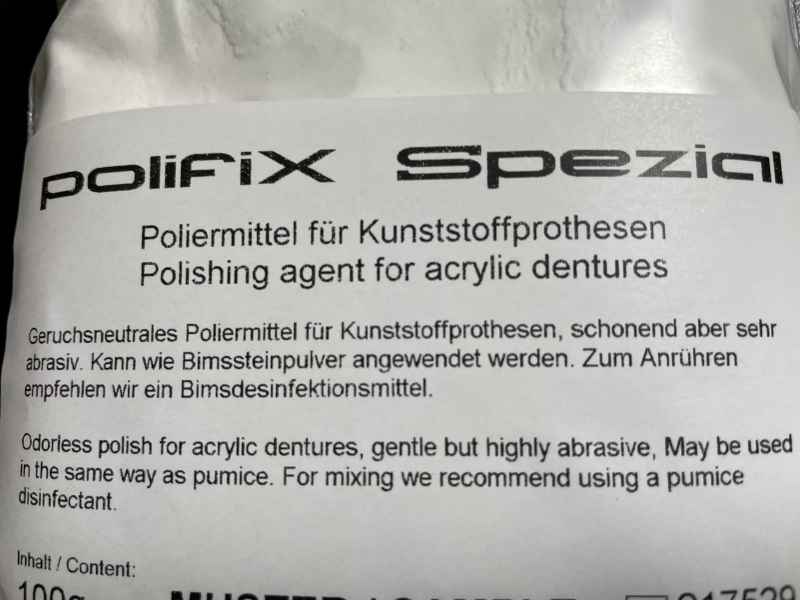 polifix Spezial
Poliermittel für Kunststoffprothesen
Polishing agent for acrylic dentures
Geruchsneutrales Poliermittel für Kunststoffprothesen, schonend aber sehr
abrasiv. Kann wie Bimssteinpulver angewendet werden. Zum Anrühren
empfehlen wir ein Bimsdesinfektionsmittel.
Odorless polish for acrylic dentures, gentle but highly abrasive, May be used
in the same way as pumice. For mixing we recommend using a pumice
disinfectant.
Inhalt / Content:
100g